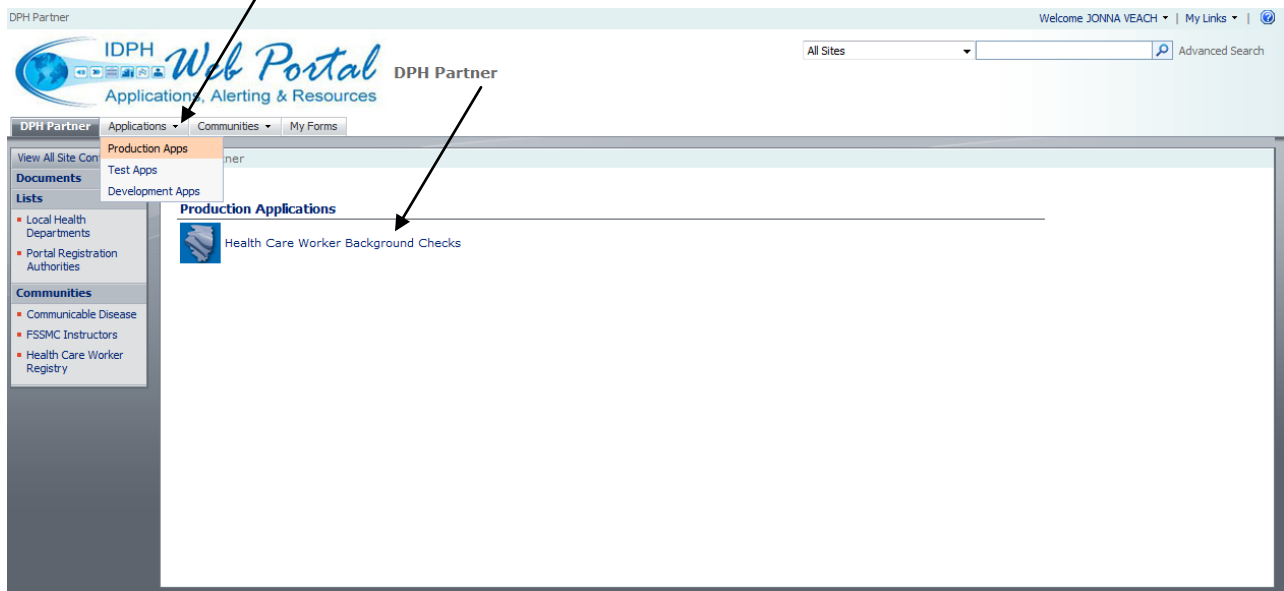 DPH Partner
Welcome JONNA VEACH | My Links |
IDPH
Web Portal
Applications, Alerting & Resources
DPH Partner
All Sites
Advanced Search
DPH Partner Applications Communities My Forms
Production Apps
Test Apps
Development Apps
View All Site Con
tner
Documents
Lists
Local Health
Departments
Portal Registration
Authorities
Communities
Communicable Disease
FSSMC Instructors
Health Care Worker
Registry
Production Applications
Health Care Worker Background Checks